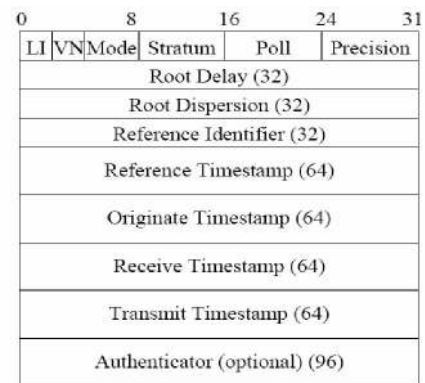 0 8 16 24 31
LI VN Mode Stratum Poll Precision
Root Delay (32)
Root Dispersion (32)
Reference Identifier (32)
Reference Timestamp (64)
Originate Timestamp (64)
Receive Timestamp (64)
Transmit Timestamp (64)
Authenticator (optional) (96)